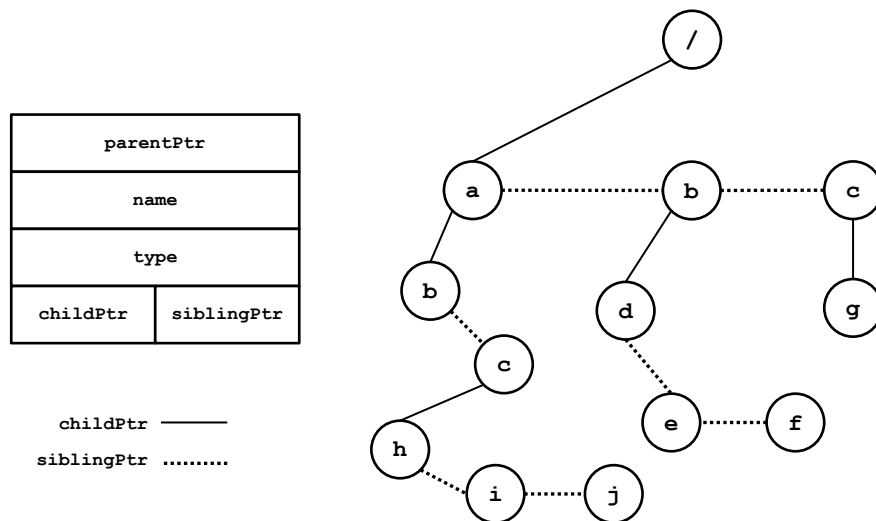 /
parentPtr
name
type
childPtr siblingPtr
a b c
b d g
c
e f
h
i j
childPtr
siblingPtr